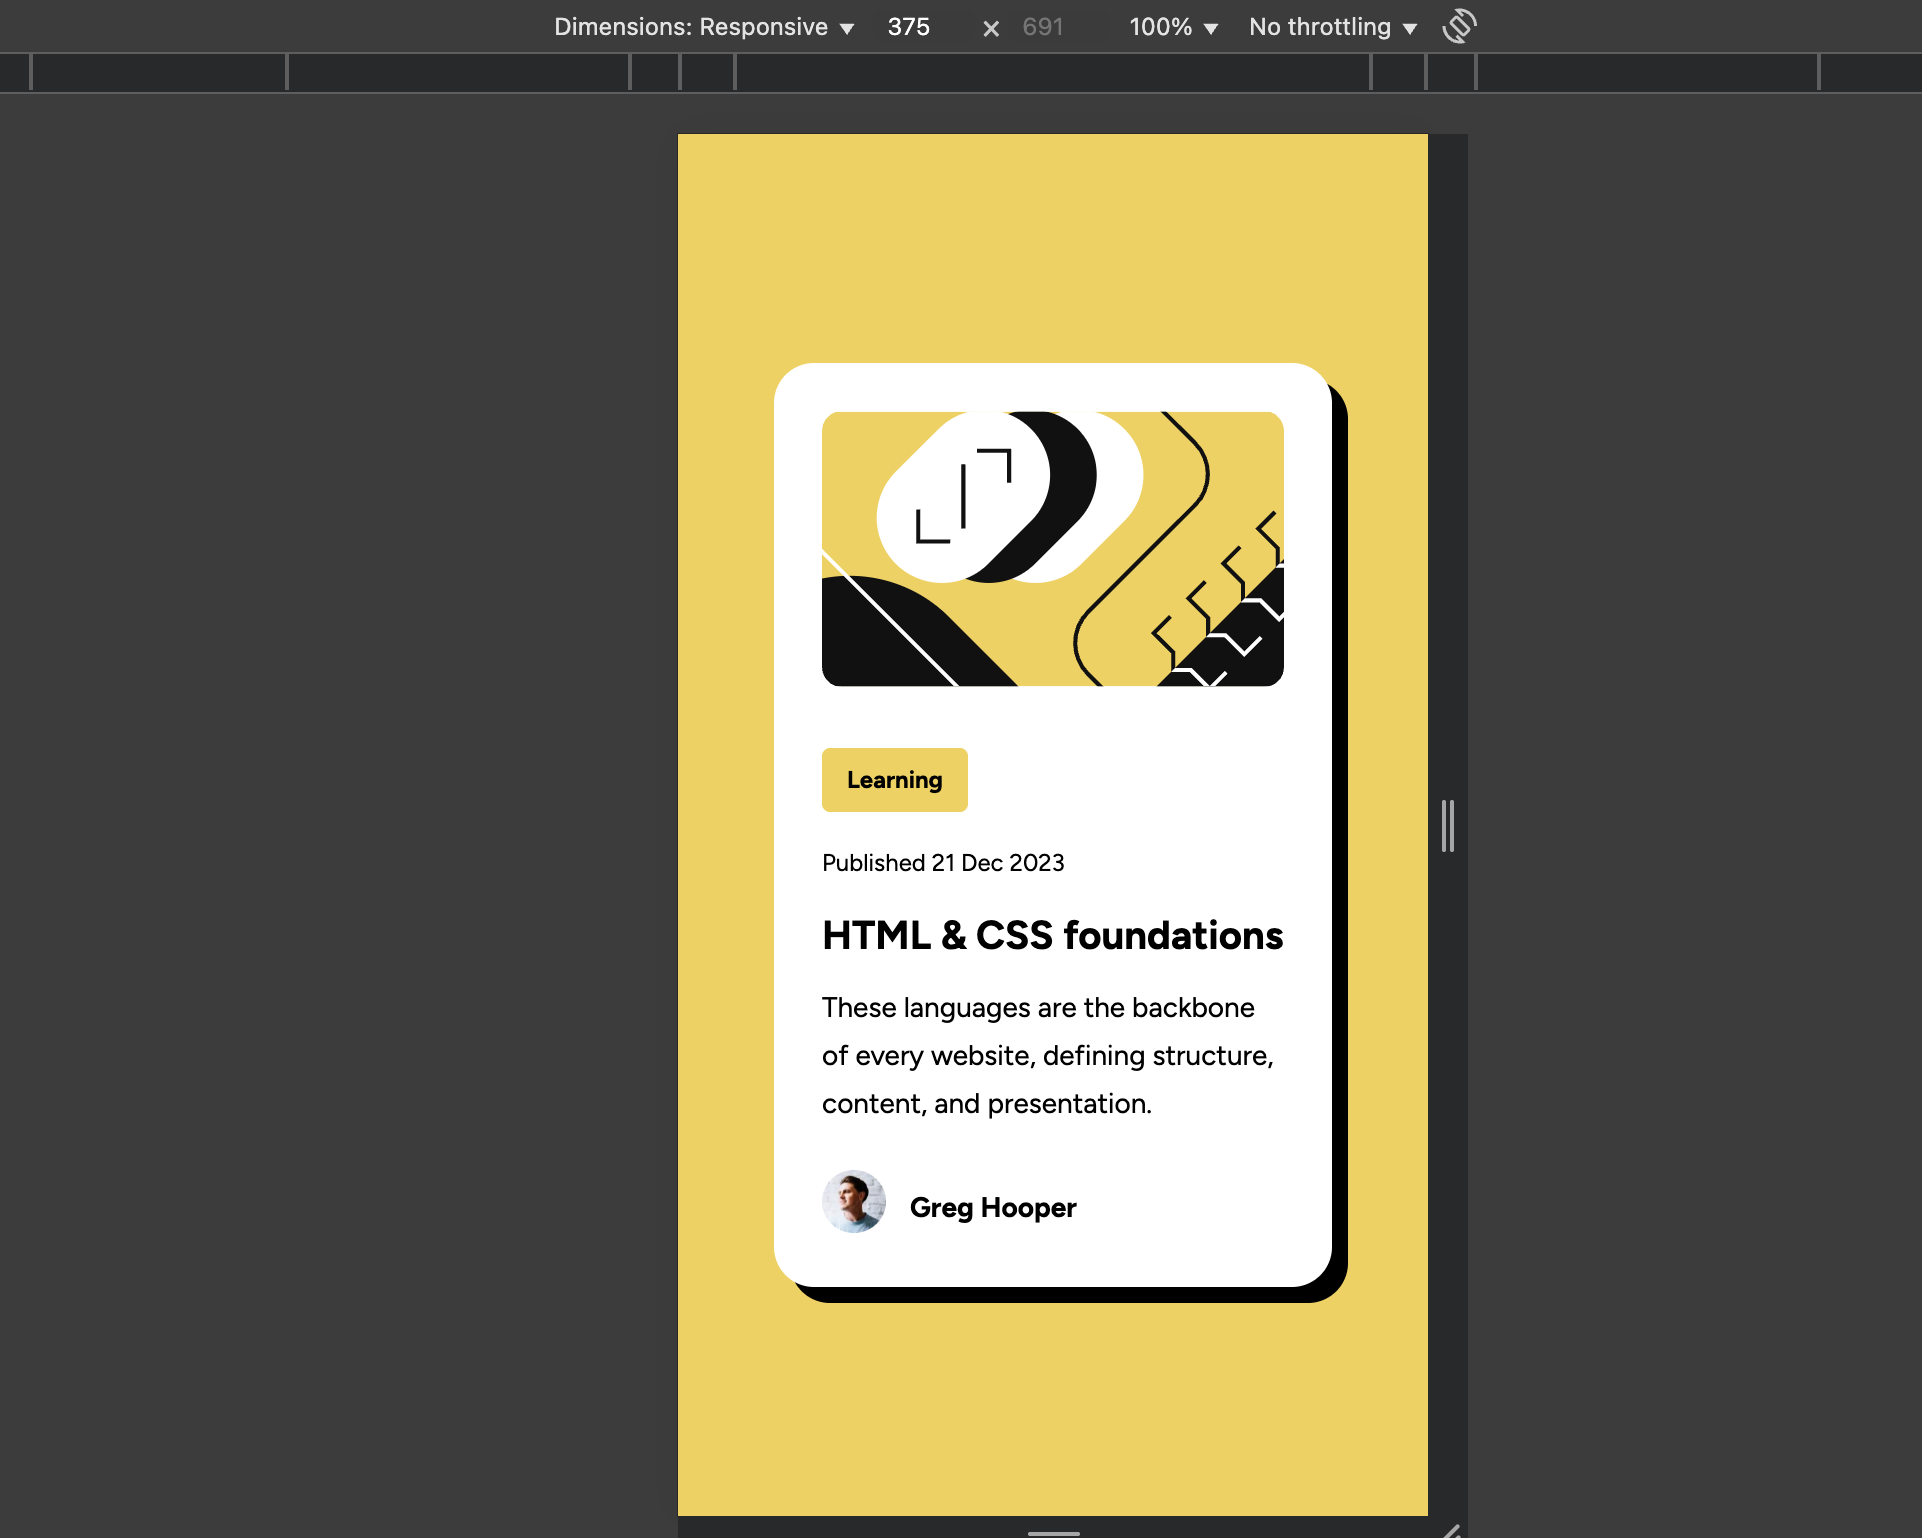 Dimensions: Responsive ▼ 375 × 691 100% ▼ No throttling ▼
Learning
Published 21 Dec 2023
HTML & CSS foundations
These languages are the backbone
of every website, defining structure,
content, and presentation.
Greg Hooper